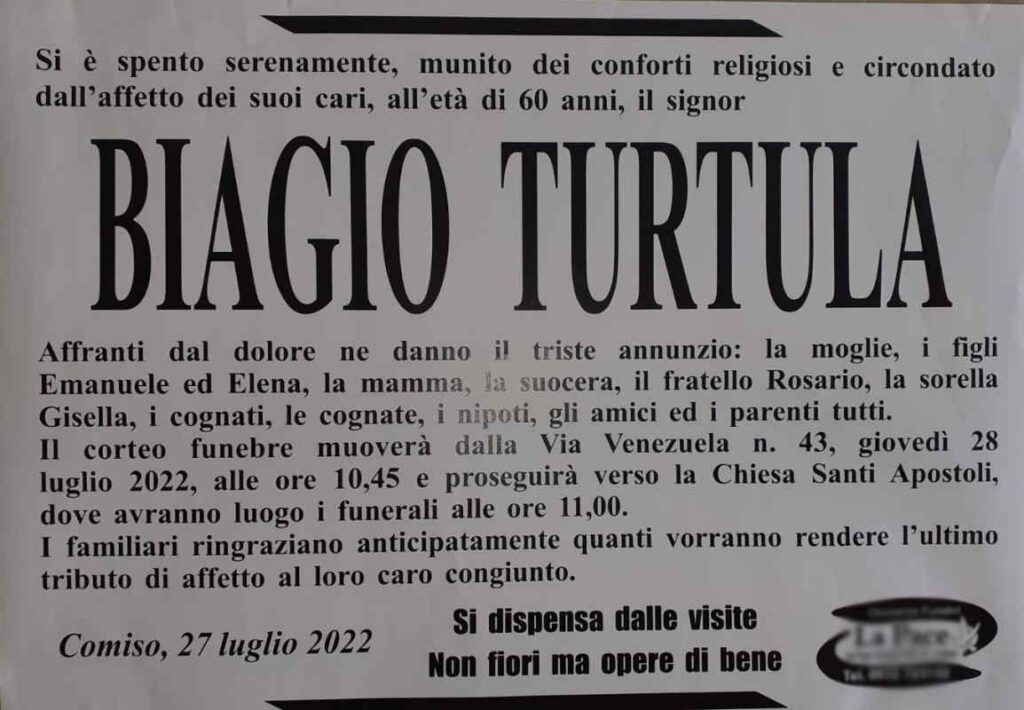 Si è spento serenamente, munito dei conforti religiosi e circondato
dall'affetto dei suoi cari, all'età di 60 anni, il signor
BIAGIO TURTULA
Affranti dal dolore ne danno il triste annunzio: la moglie, i figli
Emanuele ed Elena, la mamma, la suocera, il fratello Rosario, la sorella
Gisella, i cognati, le cognate, i nipoti, gli amici ed i parenti tutti.
Il corteo funebre muoverà dalla Via Venezuela n. 43, giovedì 28
luglio 2022, alle ore 10,45 e proseguirà verso la Chiesa Santi Apostoli,
dove avranno luogo i funerali alle ore 11,00.
I familiari ringraziano anticipatamente quanti vorranno rendere l'ultimo
tributo di affetto al loro caro congiunto.
Comiso, 27 luglio 2022
Si dispensa dalle visite
Non fiori ma opere di bene
La Pace